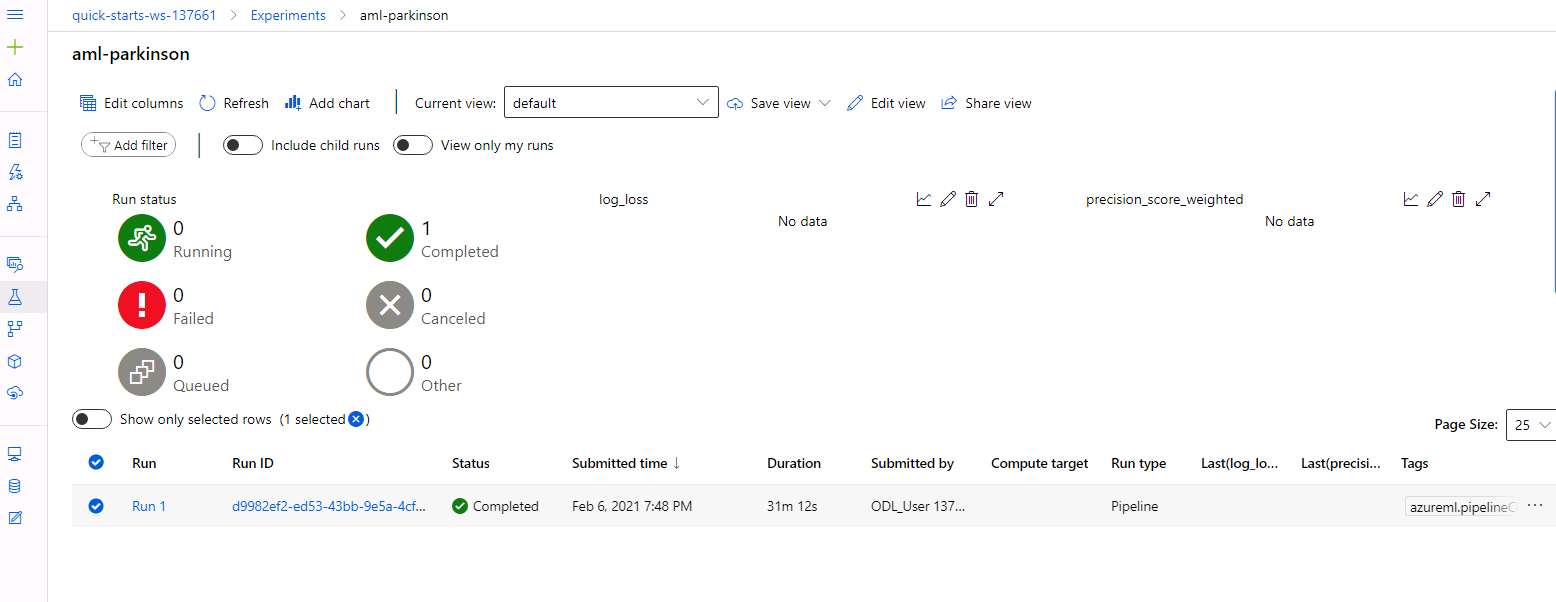 quick-starts-ws-137661 > Experiments > aml-parkinson
aml-parkinson
Edit columns Refresh Add chart Current view: default Save view Edit view Share view
Add filter Include child runs View only my runs
Run status
0 Running
1 Completed
0 Failed
0 Canceled
0 Queued
0 Other
log_loss
No data
precision_score_weighted
No data
Show only selected rows (1 selected )
Page Size: 25
Run Run ID Status Submitted time ↓ Duration Submitted by Compute target Run type Last(log_lo... Last(precisi... Tags
Run 1 d9982ef2-ed53-43bb-9e5a-4cf... Completed Feb 6, 2021 7:48 PM 31m 12s ODL_User 137... Pipeline azureml.pipelineC ...